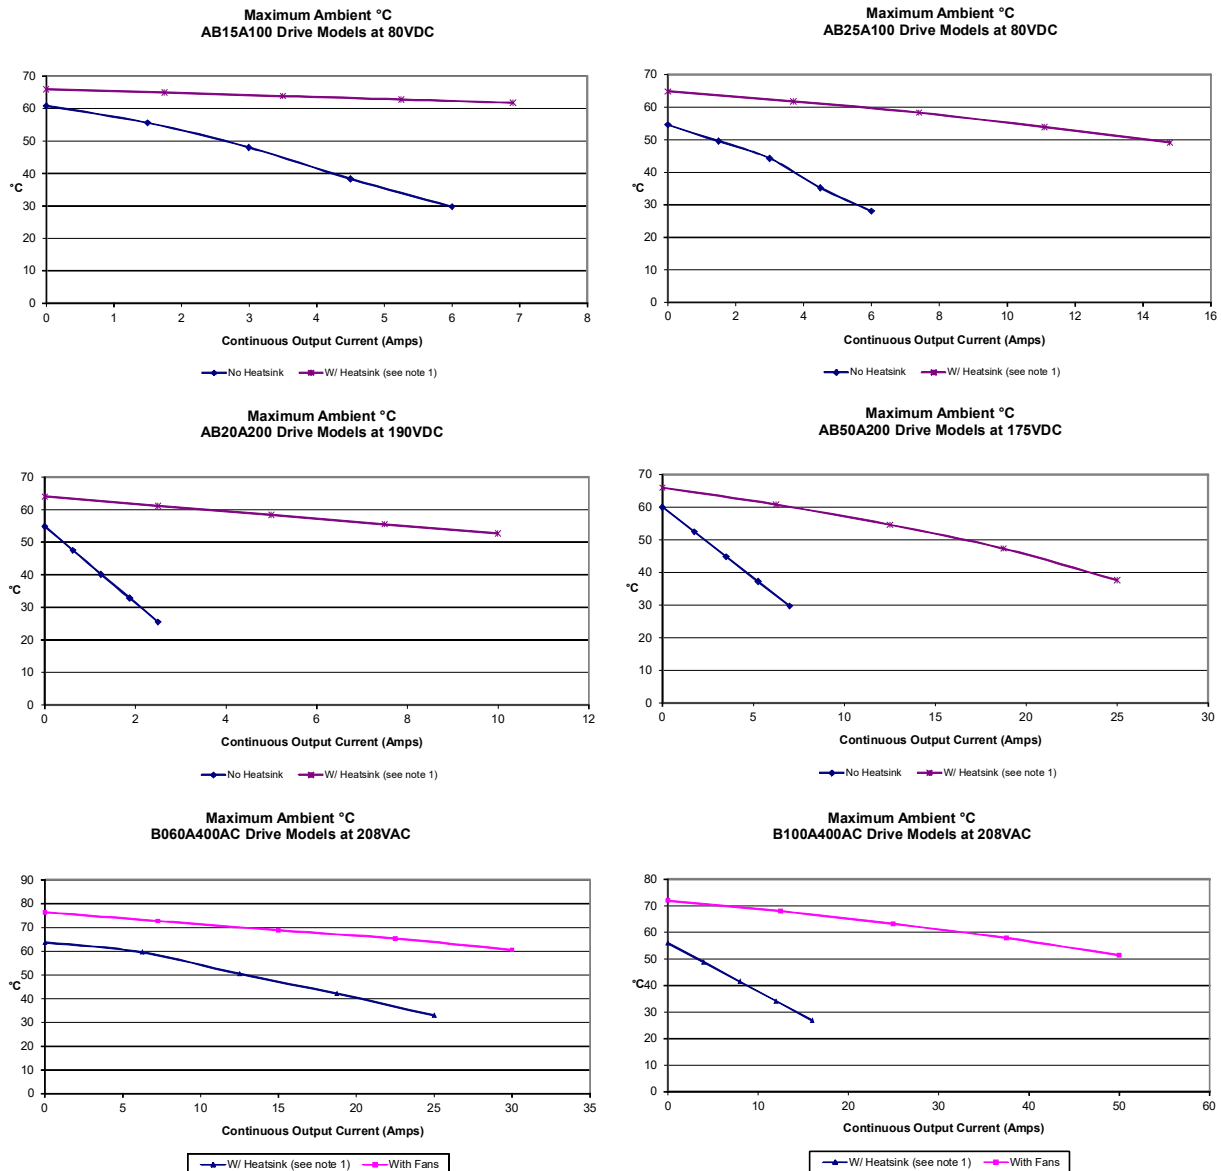 Maximum Ambient °C
AB15A100 Drive Models at 80VDC
70
60
50
40
30
20
10
0
°C
0 1 2 3 4 5 6 7 8
Continuous Output Current (Amps)
No Heatsink W/ Heatsink (see note 1)
Maximum Ambient °C
AB25A100 Drive Models at 80VDC
70
60
50
40
30
20
10
0
°C
0 2 4 6 8 10 12 14 16
Continuous Output Current (Amps)
No Heatsink W/ Heatsink (see note 1)
Maximum Ambient °C
AB20A200 Drive Models at 190VDC
70
60
50
40
30
20
10
0
°C
0 2 4 6 8 10 12
Continuous Output Current (Amps)
No Heatsink W/ Heatsink (see note 1)
Maximum Ambient °C
AB50A200 Drive Models at 175VDC
70
60
50
40
30
20
10
0
°C
0 5 10 15 20 25 30
Continuous Output Current (Amps)
No Heatsink W/ Heatsink (see note 1)
Maximum Ambient °C
B060A400AC Drive Models at 208VAC
90
80
70
60
50
40
30
20
10
0
°C
0 5 10 15 20 25 30 35
Continuous Output Current (Amps)
W/ Heatsink (see note 1) With Fans
Maximum Ambient °C
B100A400AC Drive Models at 208VAC
80
70
60
50
40
30
20
10
0
°C
0 10 20 30 40 50 60
Continuous Output Current (Amps)
W/ Heatsink (see note 1) With Fans